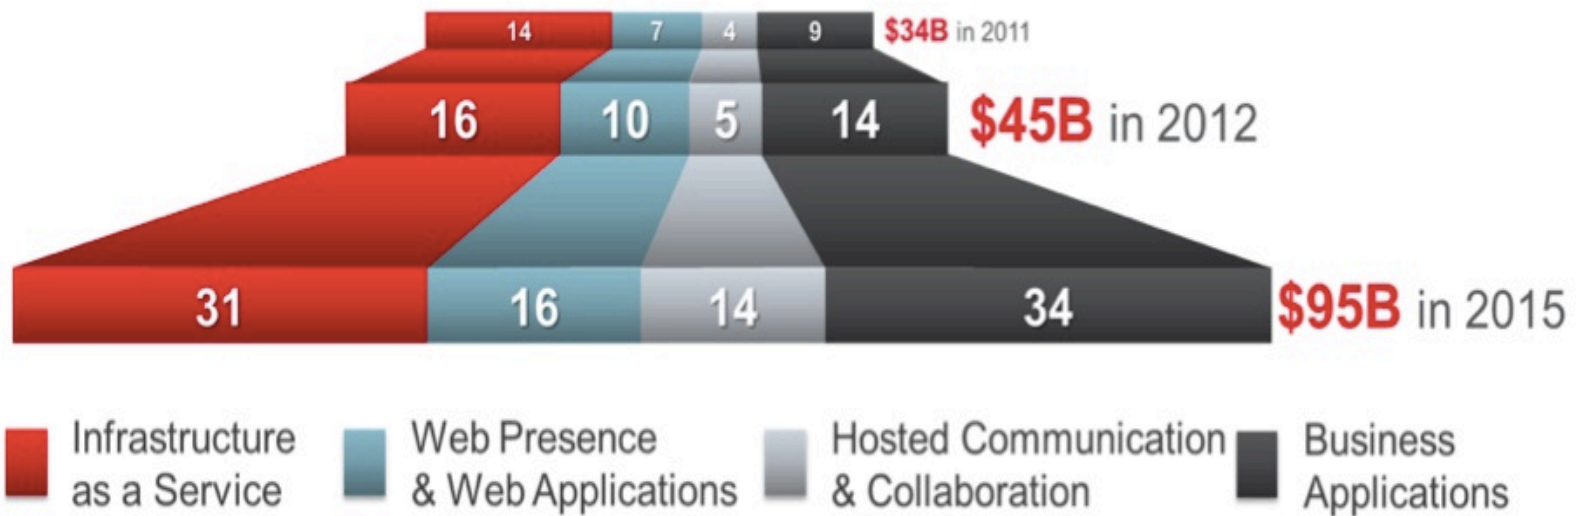 14 7 4 9 $34B in 2011
16 10 5 14 $45B in 2012
31 16 14 34 $95B in 2015
Infrastructure
as a Service
Web Presence
& Web Applications
Hosted Communication
& Collaboration
Business
Applications